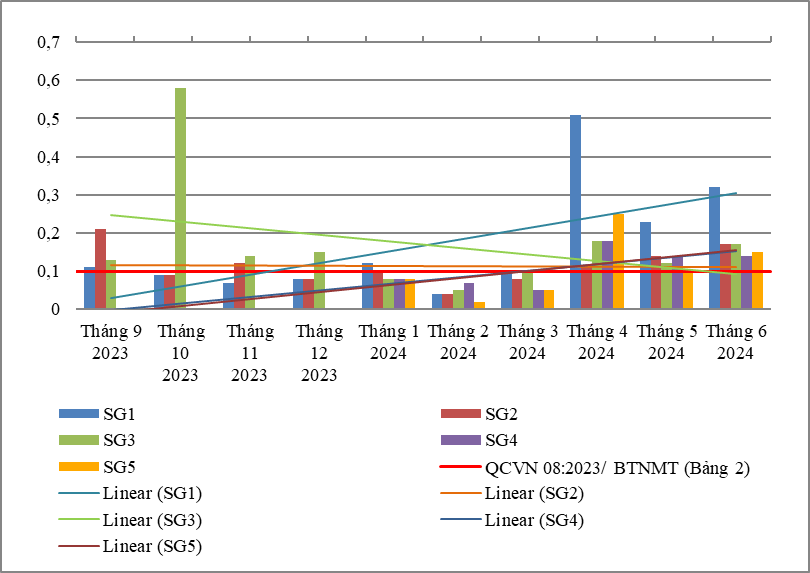 0,7
0,6
0,5
0,4
0,3
0,2
0,1
0
Tháng 9 2023
Tháng 10 2023
Tháng 11 2023
Tháng 12 2023
Tháng 1 2024
Tháng 2 2024
Tháng 3 2024
Tháng 4 2024
Tháng 5 2024
Tháng 6 2024
SG1
SG2
SG3
SG4
SG5
QCVN 08:2023/ BTNMT (Bảng 2)
Linear (SG1)
Linear (SG2)
Linear (SG3)
Linear (SG4)
Linear (SG5)